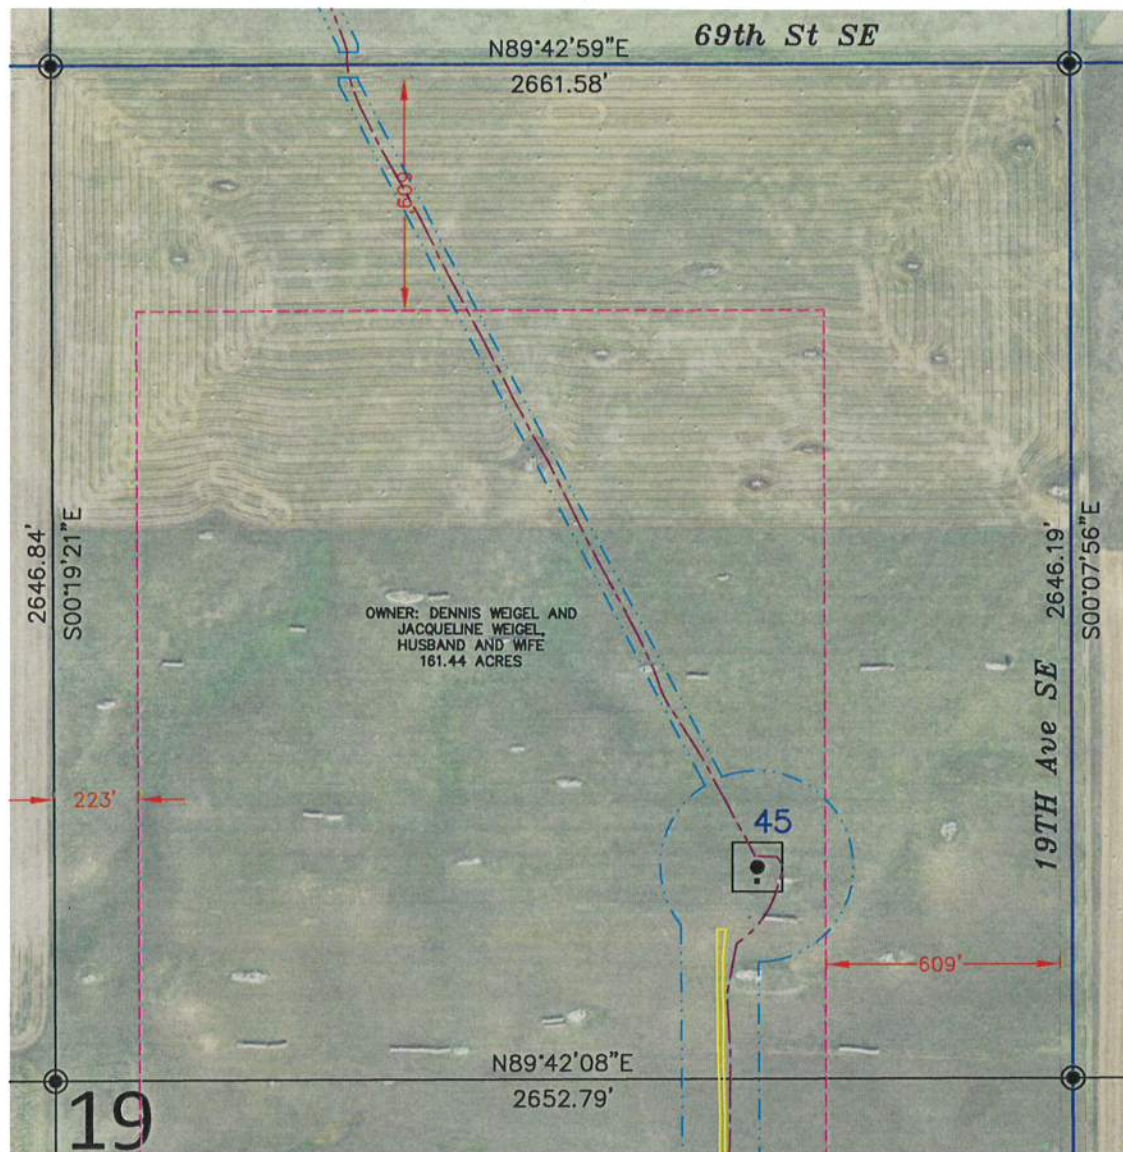 69th St SE
N89°42'59"E
2661.58'
609'
2646.84'
S00°19'21"E
2646.19'
S00°07'56"E
OWNER: DENNIS WEIGEL AND
JACQUELINE WEIGEL,
HUSBAND AND WIFE
161.44 ACRES
19TH Ave SE
223'
45
609'
N89°42'08"E
2652.79'
19